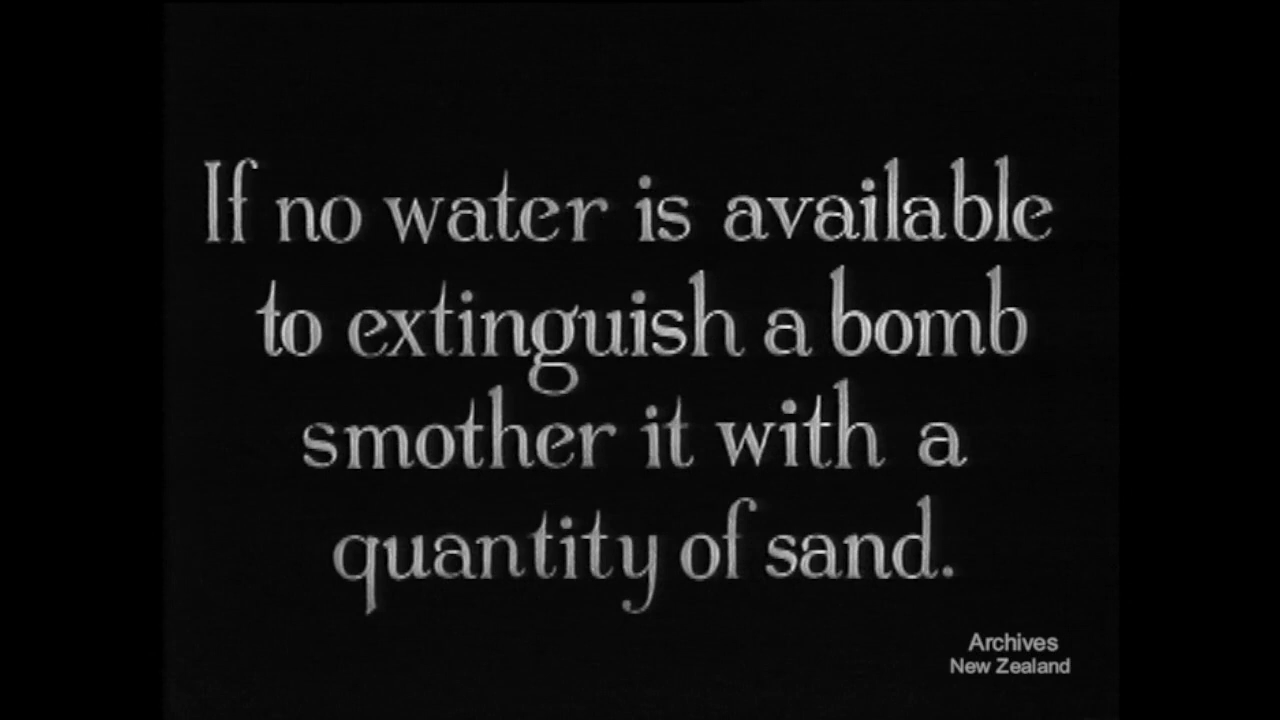 If no water is available
to extinguish a bomb
smother it with a
quantity of sand.
Archives
New Zealand